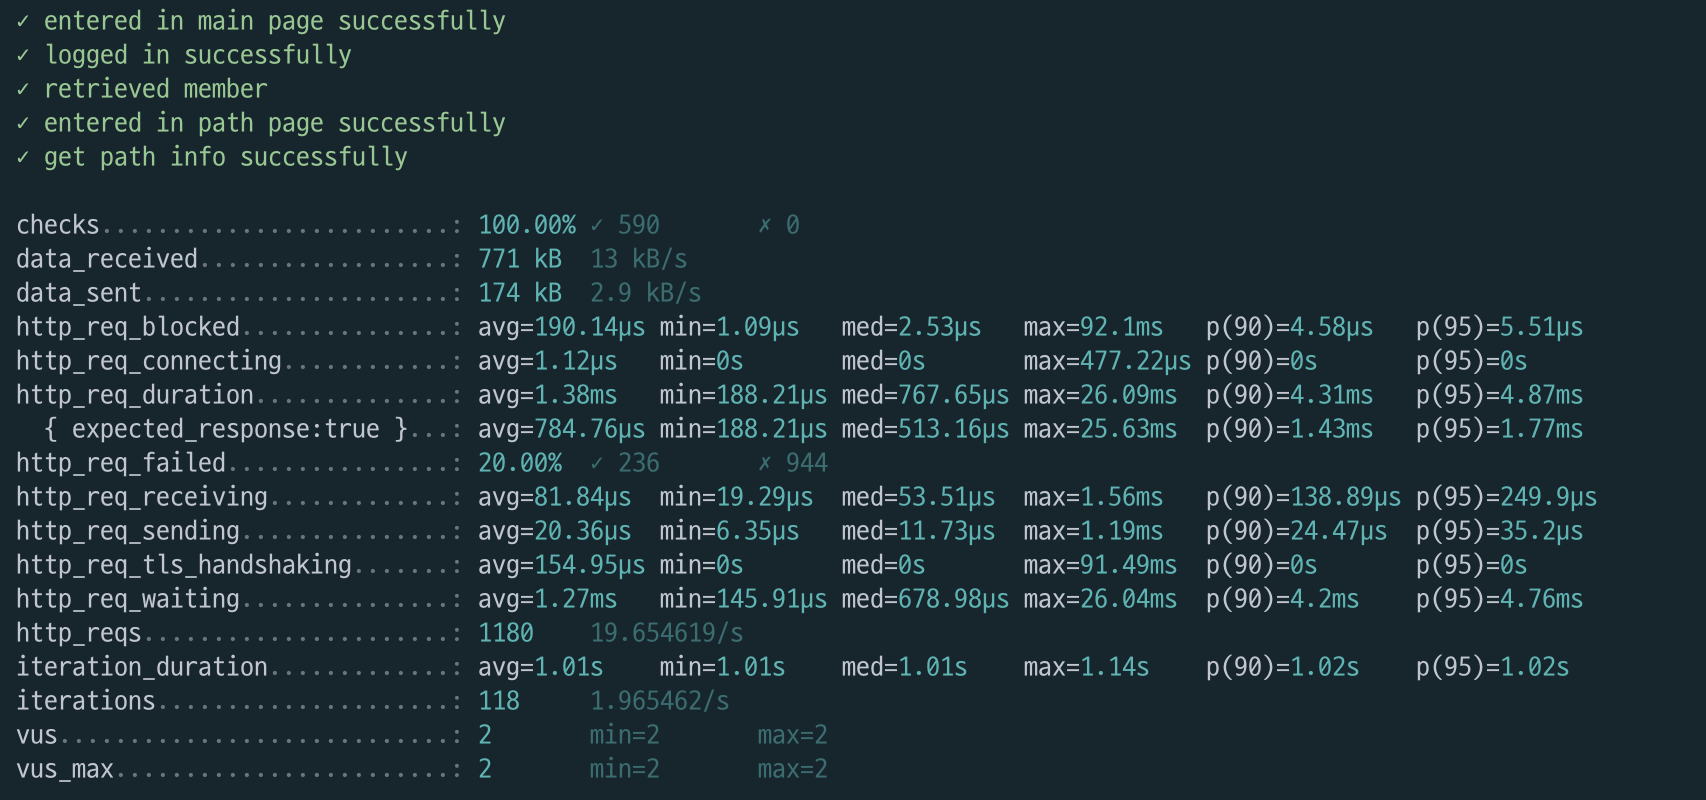 ✓ entered in main page successfully
✓ logged in successfully
✓ retrieved member
✓ entered in path page successfully
✓ get path info successfully
checks.........................: 100.00% ✓ 590 ✗ 0
data_received..................: 771 kB 13 kB/s
data_sent......................: 174 kB 2.9 kB/s
http_req_blocked...............: avg=190.14µs min=1.09µs med=2.53µs max=92.1ms p(90)=4.58µs p(95)=5.51µs
http_req_connecting............: avg=1.12µs min=0s med=0s max=477.22µs p(90)=0s p(95)=0s
http_req_duration..............: avg=1.38ms min=188.21µs med=767.65µs max=26.09ms p(90)=4.31ms p(95)=4.87ms
{ expected_response:true }...: avg=784.76µs min=188.21µs med=513.16µs max=25.63ms p(90)=1.43ms p(95)=1.77ms
http_req_failed................: 20.00% ✓ 236 ✗ 944
http_req_receiving.............: avg=81.84µs min=19.29µs med=53.51µs max=1.56ms p(90)=138.89µs p(95)=249.9µs
http_req_sending...............: avg=20.36µs min=6.35µs med=11.73µs max=1.19ms p(90)=24.47µs p(95)=35.2µs
http_req_tls_handshaking.......: avg=154.95µs min=0s med=0s max=91.49ms p(90)=0s p(95)=0s
http_req_waiting...............: avg=1.27ms min=145.91µs med=678.98µs max=26.04ms p(90)=4.2ms p(95)=4.76ms
http_reqs......................: 1180 19.654619/s
iteration_duration.............: avg=1.01s min=1.01s med=1.01s max=1.14s p(90)=1.02s p(95)=1.02s
iterations.....................: 118 1.965462/s
vus............................: 2 min=2 max=2
vus_max........................: 2 min=2 max=2